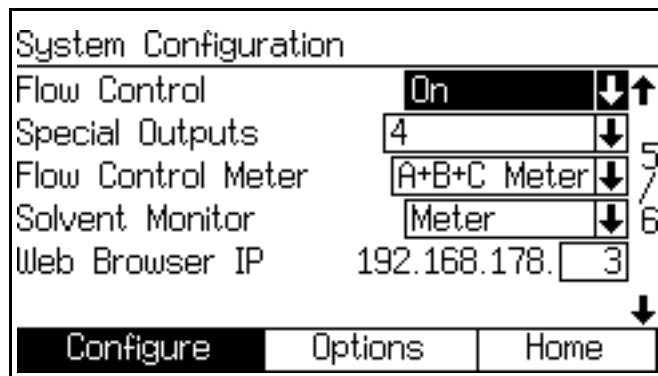 System Configuration
Flow Control On
Special Outputs 4
Flow Control Meter A+B+C Meter
Solvent Monitor Meter
Web Browser IP 192.168.178. 3
5/6
Configure Options Home